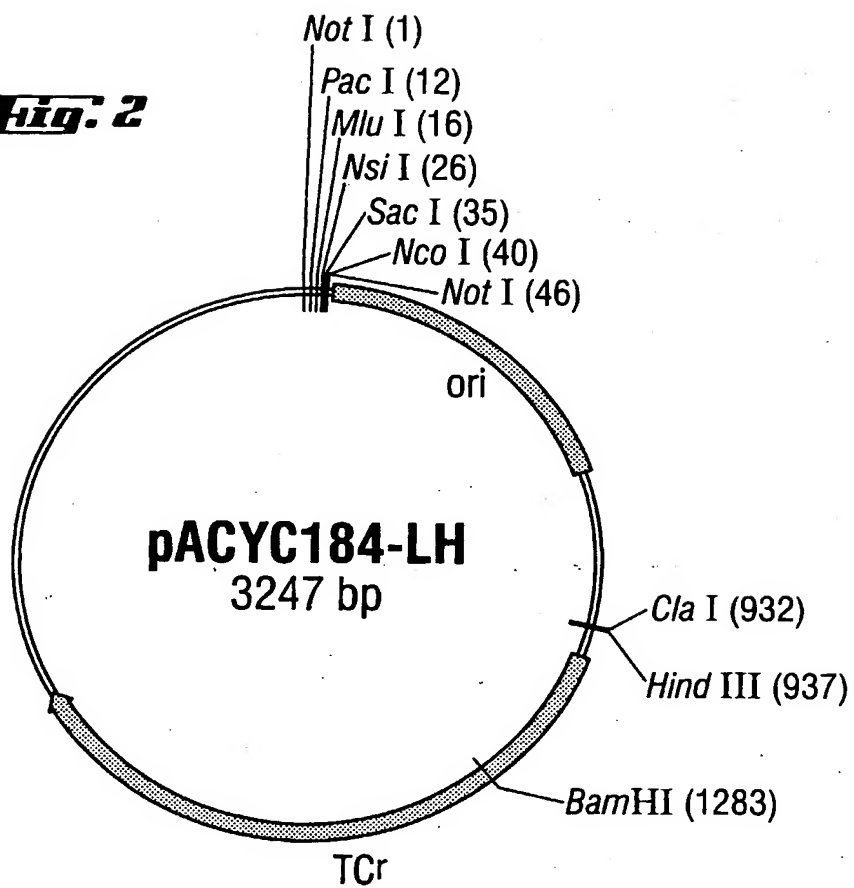 Fig. 2
Not I (1)
Pac I (12)
Mlu I (16)
Nsi I (26)
Sac I (35)
Nco I (40)
Not I (46)
ori
pACYC184-LH
3247 bp
Cla I (932)
Hind III (937)
BamHI (1283)
TCr